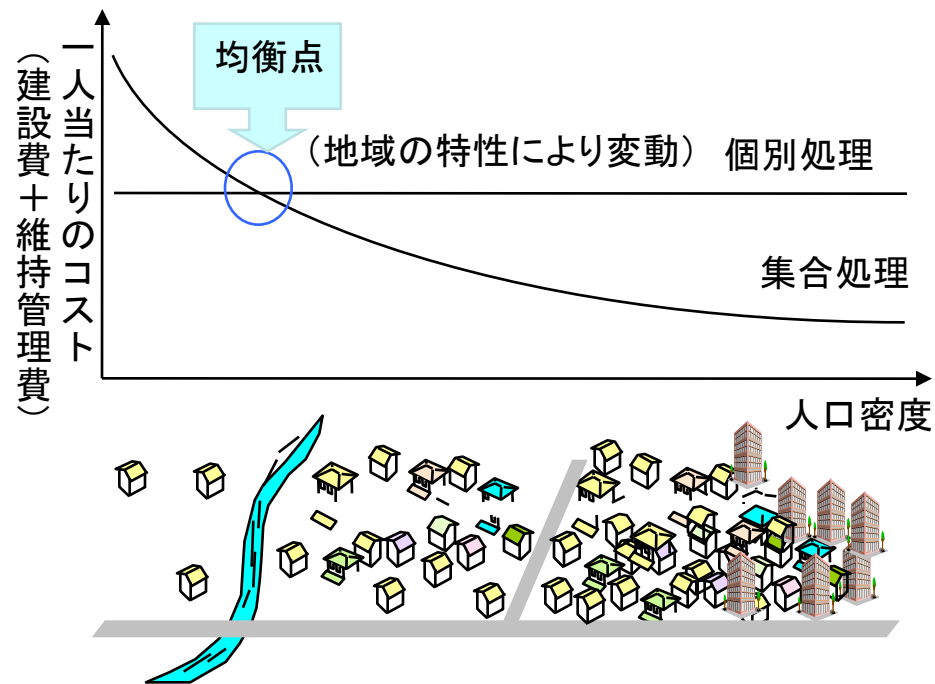 均衡点
(地域の特性により変動)
個別処理
集合処理
一人当たりのコスト
(建設費+維持管理費)
人口密度